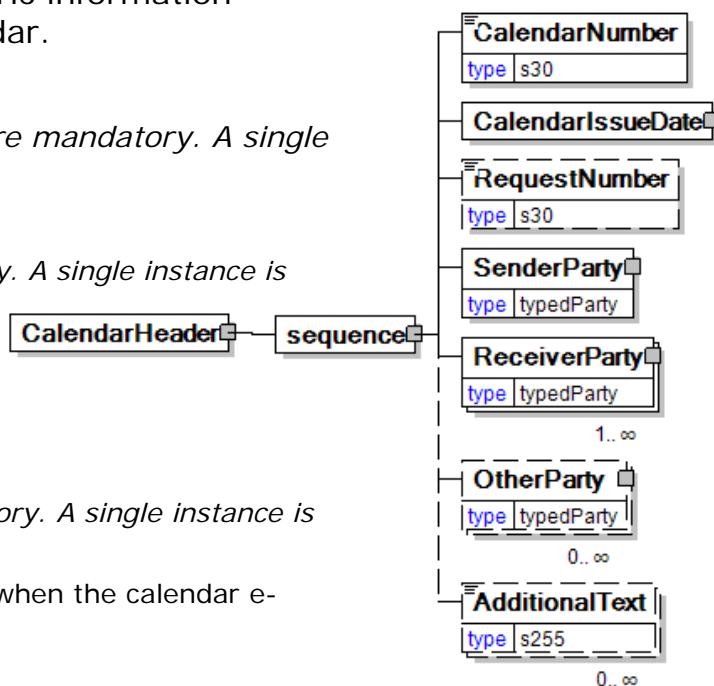 dar.
re mandatory. A single
y. A single instance is
ory. A single instance is
when the calendar e-
CalendarHeader
sequence
CalendarNumber
type s30
CalendarIssueDate
RequestNumber
type s30
SenderParty
type typedParty
ReceiverParty
type typedParty
1.. ∞
OtherParty
type typedParty
0.. ∞
AdditionalText
type s255
0.. ∞